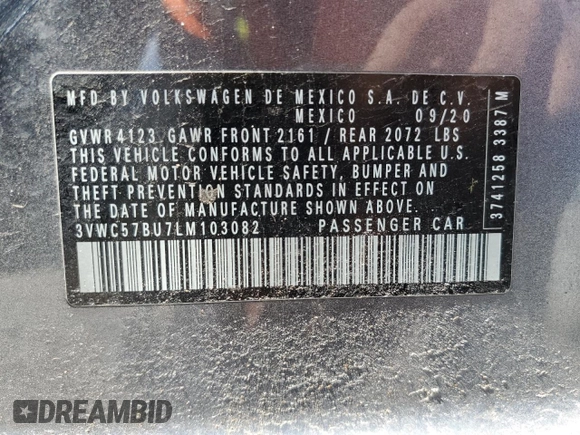 MFD BY VOLKSWAGEN DE MEXICO S.A. DE C.V.
MEXICO 09/20
GVWR 4123 GAWR FRONT 2161 / REAR 2072 LBS
THIS VEHICLE CONFORMS TO ALL APPLICABLE U.S.
FEDERAL MOTOR VEHICLE SAFETY, BUMPER AND
THEFT PREVENTION STANDARDS IN EFFECT ON
THE DATE OF MANUFACTURE SHOWN ABOVE.
3VWC57BU7LM103082 PASSENGER CAR
3741258 3387 M
DREAMBID